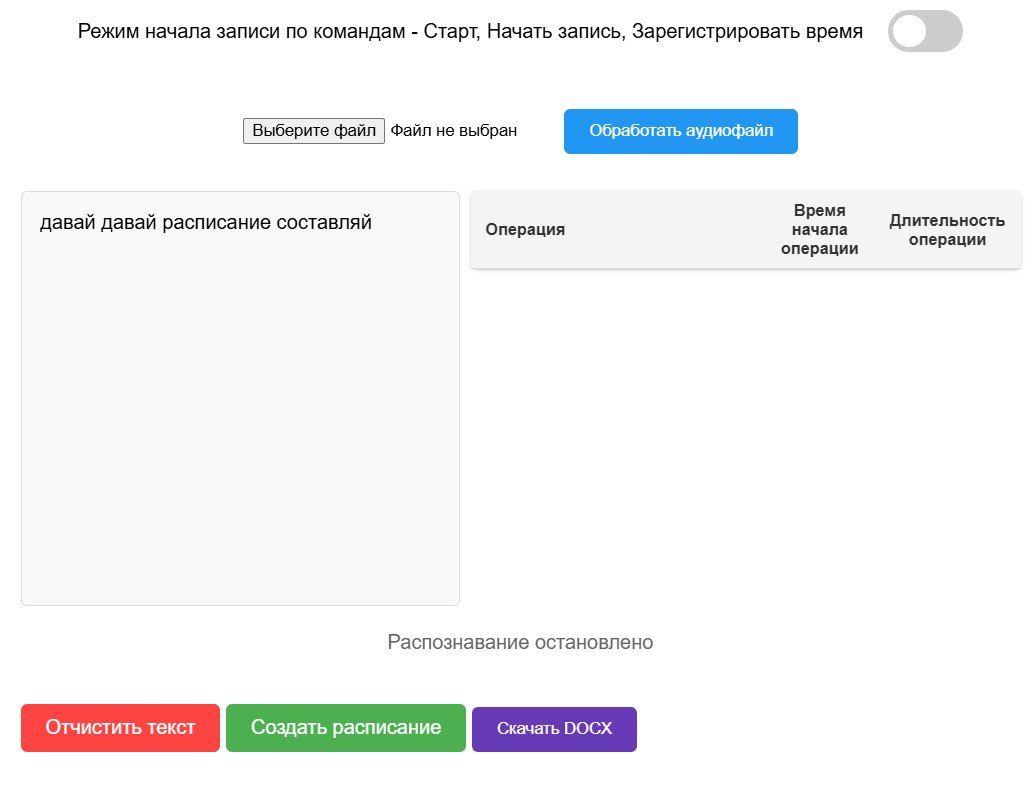 Режим начала записи по командам - Старт, Начать запись, Зарегистрировать время
Выберите файл Файл не выбран
Обработать аудиофайл
давай давай расписание составляй
Операция
Время
начала
операции
Длительность
операции
Распознавание остановлено
Отчистить текст
Создать расписание
Скачать DOCX